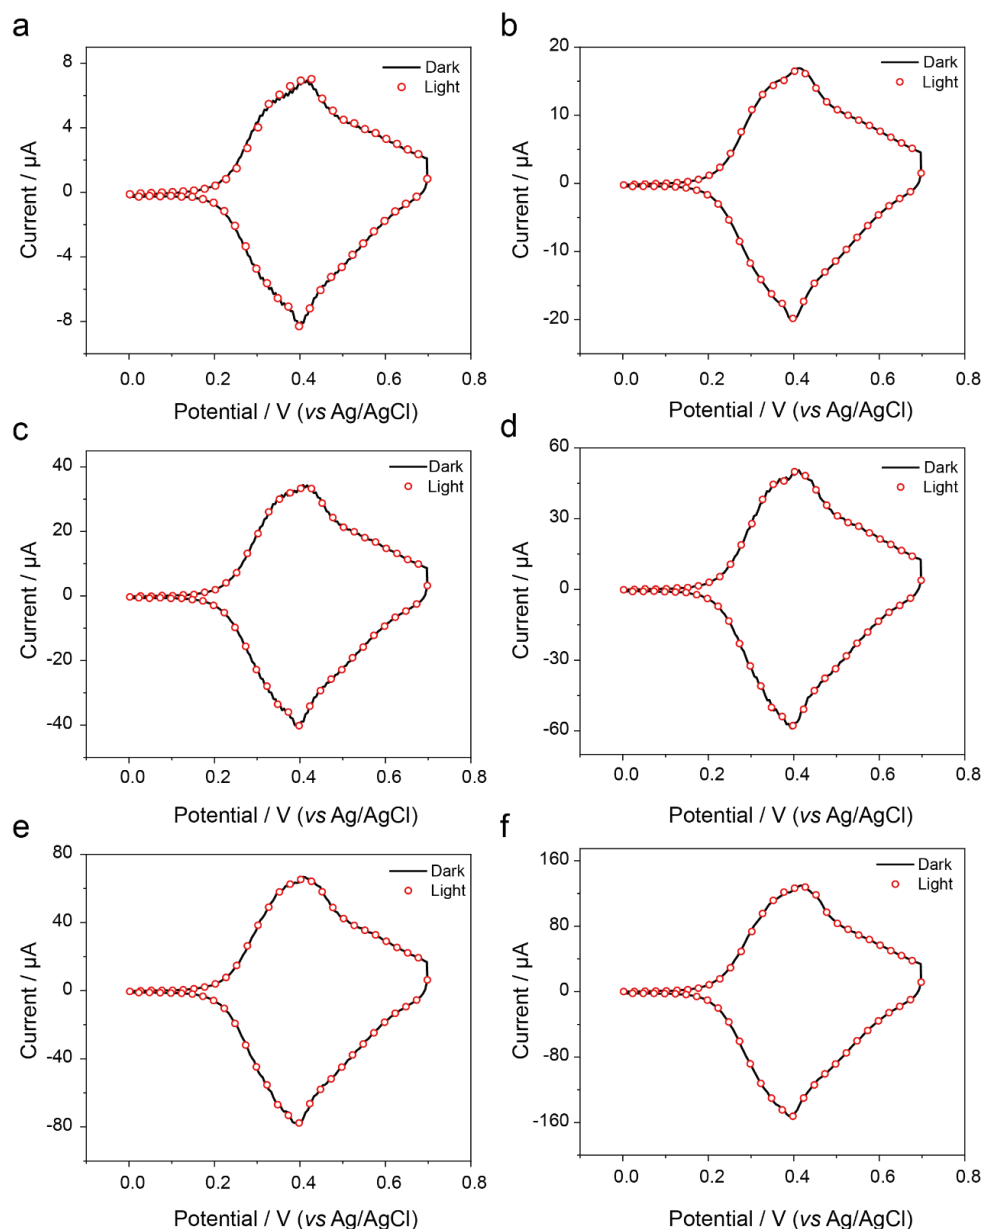 a
8
4
0
-4
-8
Current / µA
Dark
Light
0.0 0.2 0.4 0.6 0.8
Potential / V (vs Ag/AgCl)
b
20
10
0
-10
-20
Current / µA
Dark
Light
0.0 0.2 0.4 0.6 0.8
Potential / V (vs Ag/AgCl)
c
40
20
0
-20
-40
Current / µA
Dark
Light
0.0 0.2 0.4 0.6 0.8
Potential / V (vs Ag/AgCl)
d
60
30
0
-30
-60
Current / µA
Dark
Light
0.0 0.2 0.4 0.6 0.8
Potential / V (vs Ag/AgCl)
e
80
40
0
-40
-80
Current / µA
Dark
Light
0.0 0.2 0.4 0.6 0.8
Potential / V (vs Ag/AgCl)
f
160
80
0
-80
-160
Current / µA
Dark
Light
0.0 0.2 0.4 0.6 0.8
Potential / V (vs Ag/AgCl)